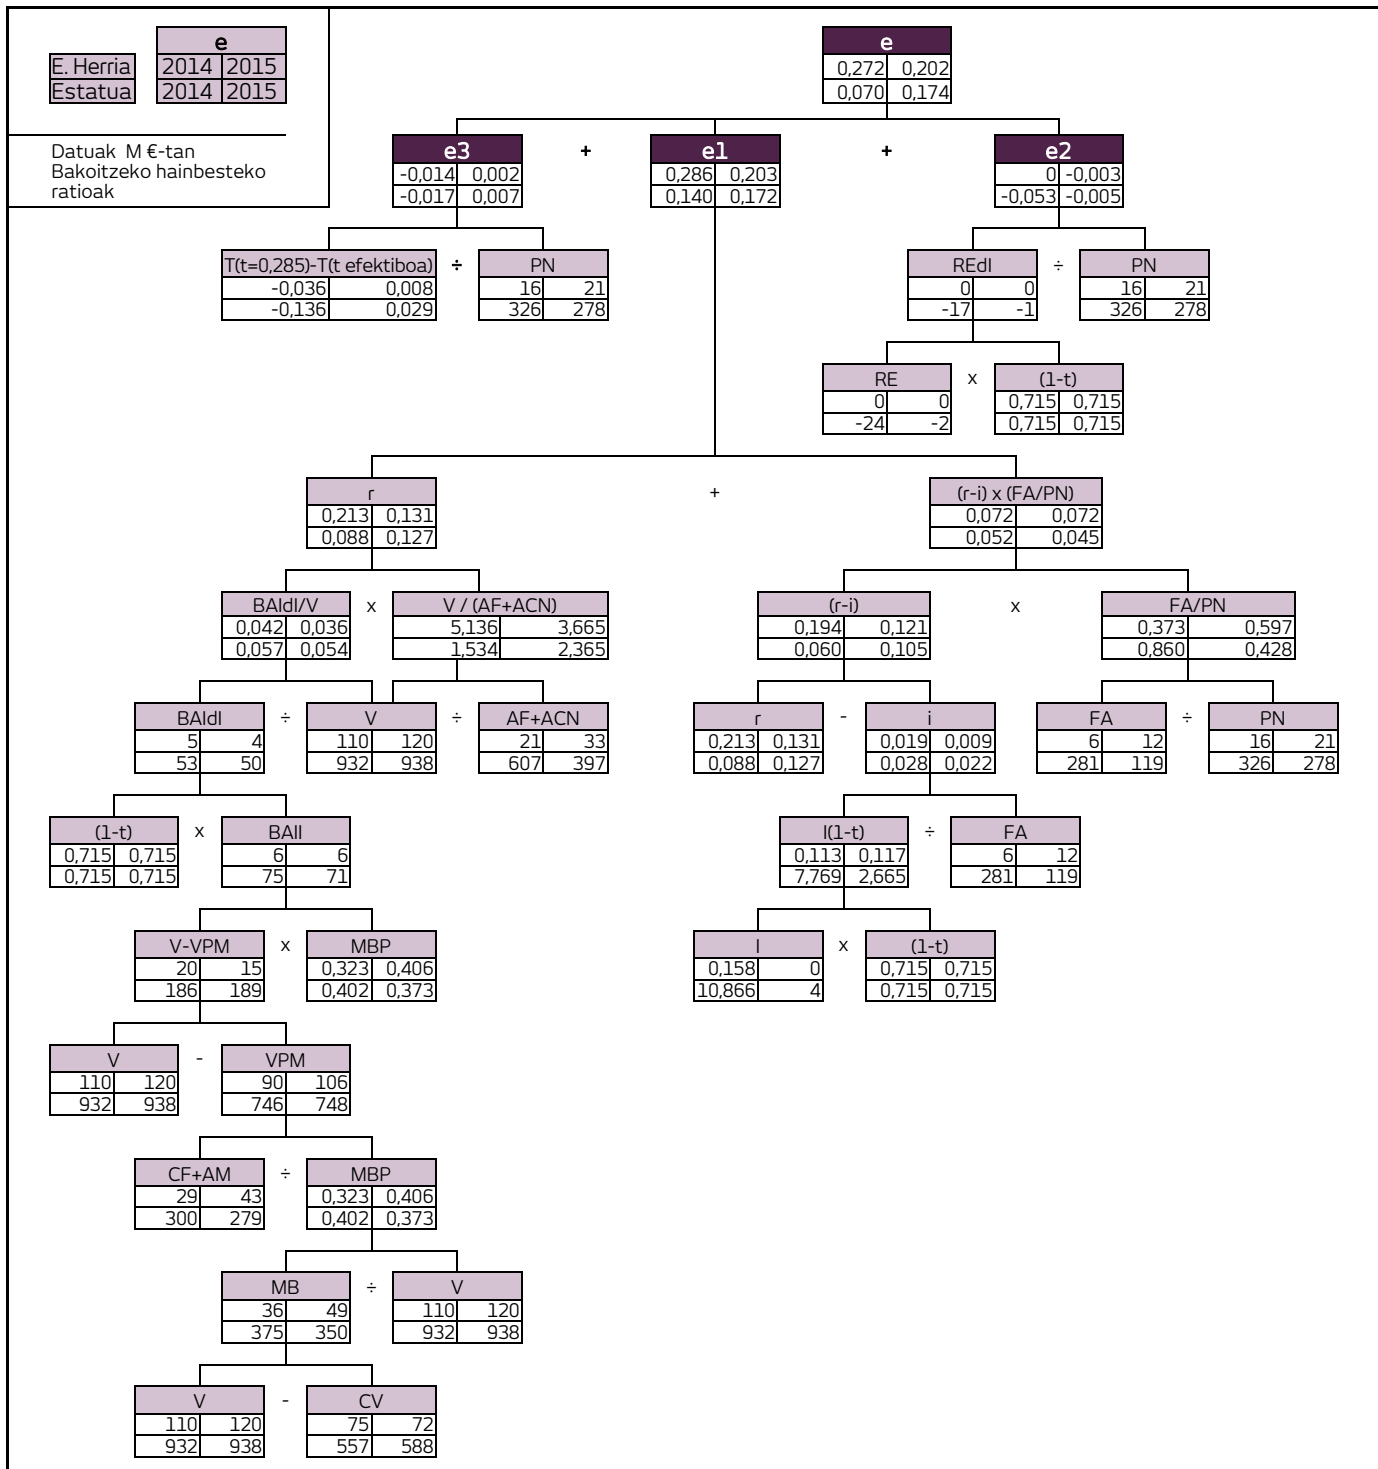 e
E. Herria 2014 2015
Estatua 2014 2015
Datuak M €-tan
Bakoitzeko hainbesteko
ratioak
e
0,272 0,202
0,070 0,174
e3 + e1 + e2
-0,014 0,002 0,286 0,203 0 -0,003
-0,017 0,007 0,140 0,172 -0,053 -0,005
T(t=0,285)-T(t efektiboa) ÷ PN REdI ÷ PN
-0,036 0,008 16 21 0 0 16 21
-0,136 0,029 326 278 -17 -1 326 278
RE x (1-t)
0 0 0,715 0,715
-24 -2 0,715 0,715
r + (r-i) x (FA/PN)
0,213 0,131 0,072 0,072
0,088 0,127 0,052 0,045
BAIdI/V x V / (AF+ACN) (r-i) x FA/PN
0,042 0,036 5,136 3,665 0,194 0,121 0,373 0,597
0,057 0,054 1,534 2,365 0,060 0,105 0,860 0,428
BAIdI ÷ V ÷ AF+ACN r - i FA ÷ PN
5 4 110 120 21 33 0,213 0,131 0,019 0,009 6 12 16 21
53 50 932 938 607 397 0,088 0,127 0,028 0,022 281 119 326 278
(1-t) x BAII I(1-t) ÷ FA
0,715 0,715 6 6 0,113 0,117 6 12
0,715 0,715 75 71 7,769 2,665 281 119
V-VPM x MBP I x (1-t)
20 15 0,323 0,406 0,158 0 0,715 0,715
186 189 0,402 0,373 10,866 4 0,715 0,715
V - VPM
110 120 90 106
932 938 746 748
CF+AM ÷ MBP
29 43 0,323 0,406
300 279 0,402 0,373
MB ÷ V
36 49 110 120
375 350 932 938
V - CV
110 120 75 72
932 938 557 588